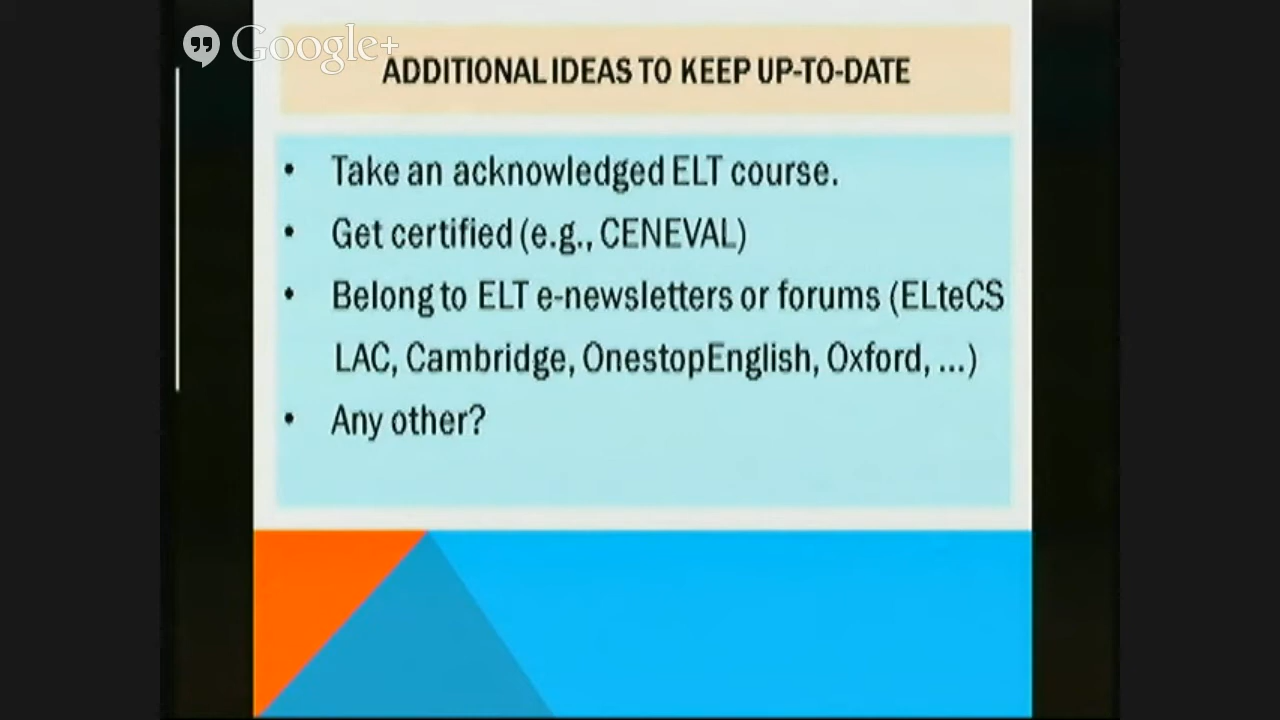 Google+
ADDITIONAL IDEAS TO KEEP UP-TO-DATE
• Take an acknowledged ELT course.
• Get certified (e.g., CENEVAL)
• Belong to ELT e-newsletters or forums (ELteCS
LAC, Cambridge, OnestopEnglish, Oxford, ...)
• Any other?